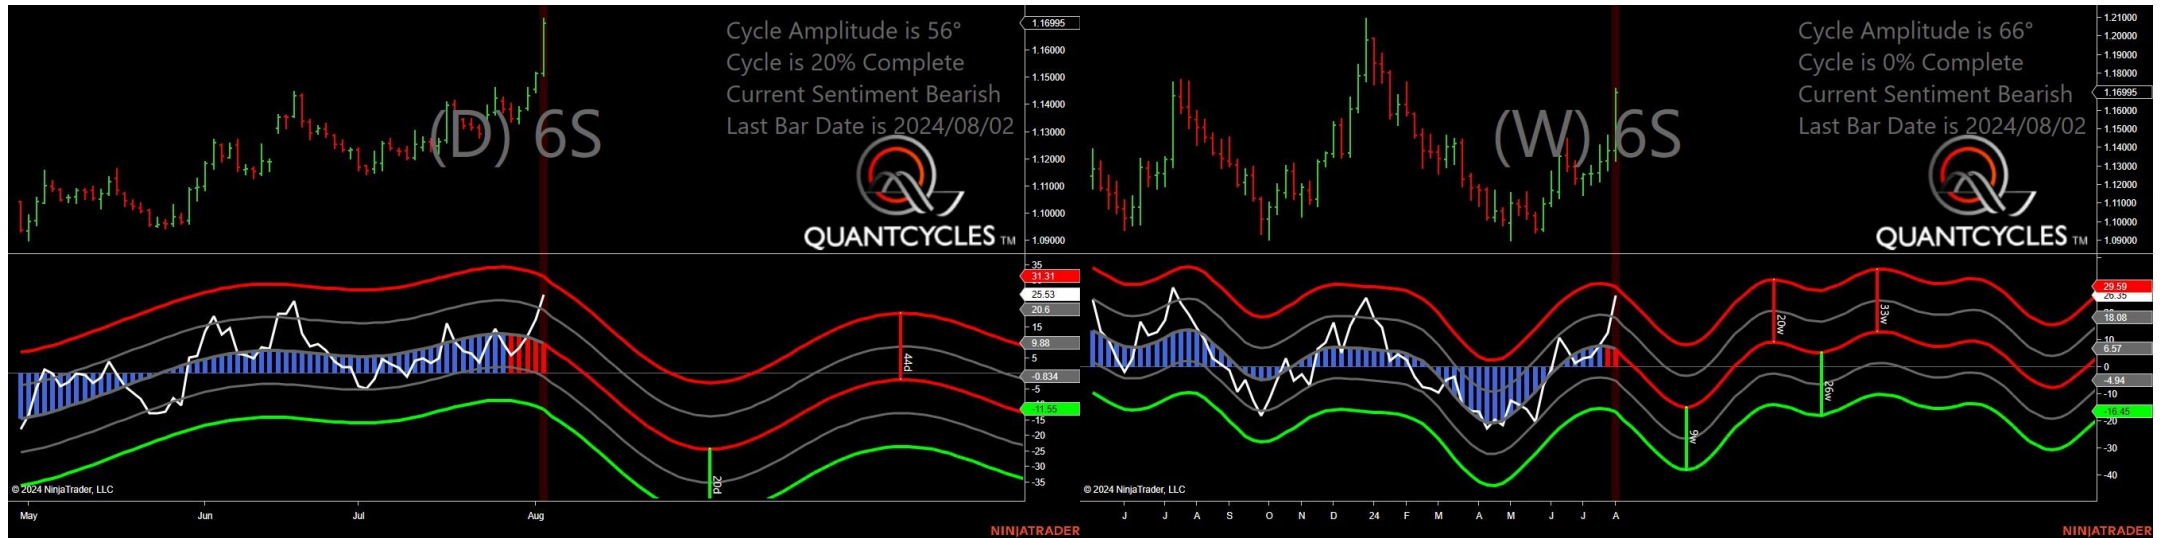 Cycle Amplitude is 56°
Cycle is 20% Complete
Current Sentiment Bearish
Last Bar Date is 2024/08/02
(D) 6S
QUANTCYCLES TM
1.16995
1.16000
1.15000
1.14000
1.13000
1.12000
1.11000
1.10000
1.09000
35
31.31
25.53
20.6
15
9.88
5
-0.834
-5
-11.55
-15
-20
-25
-30
-35
44d
20d
© 2024 NinjaTrader, LLC
May Jun Jul Aug
NINJATRADER
Cycle Amplitude is 66°
Cycle is 0% Complete
Current Sentiment Bearish
Last Bar Date is 2024/08/02
(W) 6S
QUANTCYCLES TM
1.21000
1.20000
1.19000
1.18000
1.16995
1.16000
1.15000
1.14000
1.13000
1.12000
1.11000
1.10000
1.09000
29.59
26.35
18.08
10
6.57
0
-4.94
-10
-16.45
-20
-30
-40
20w
33w
26w
9w
© 2024 NinjaTrader, LLC
J J A S O N D 24 F M A M J J A
NINJATRADER